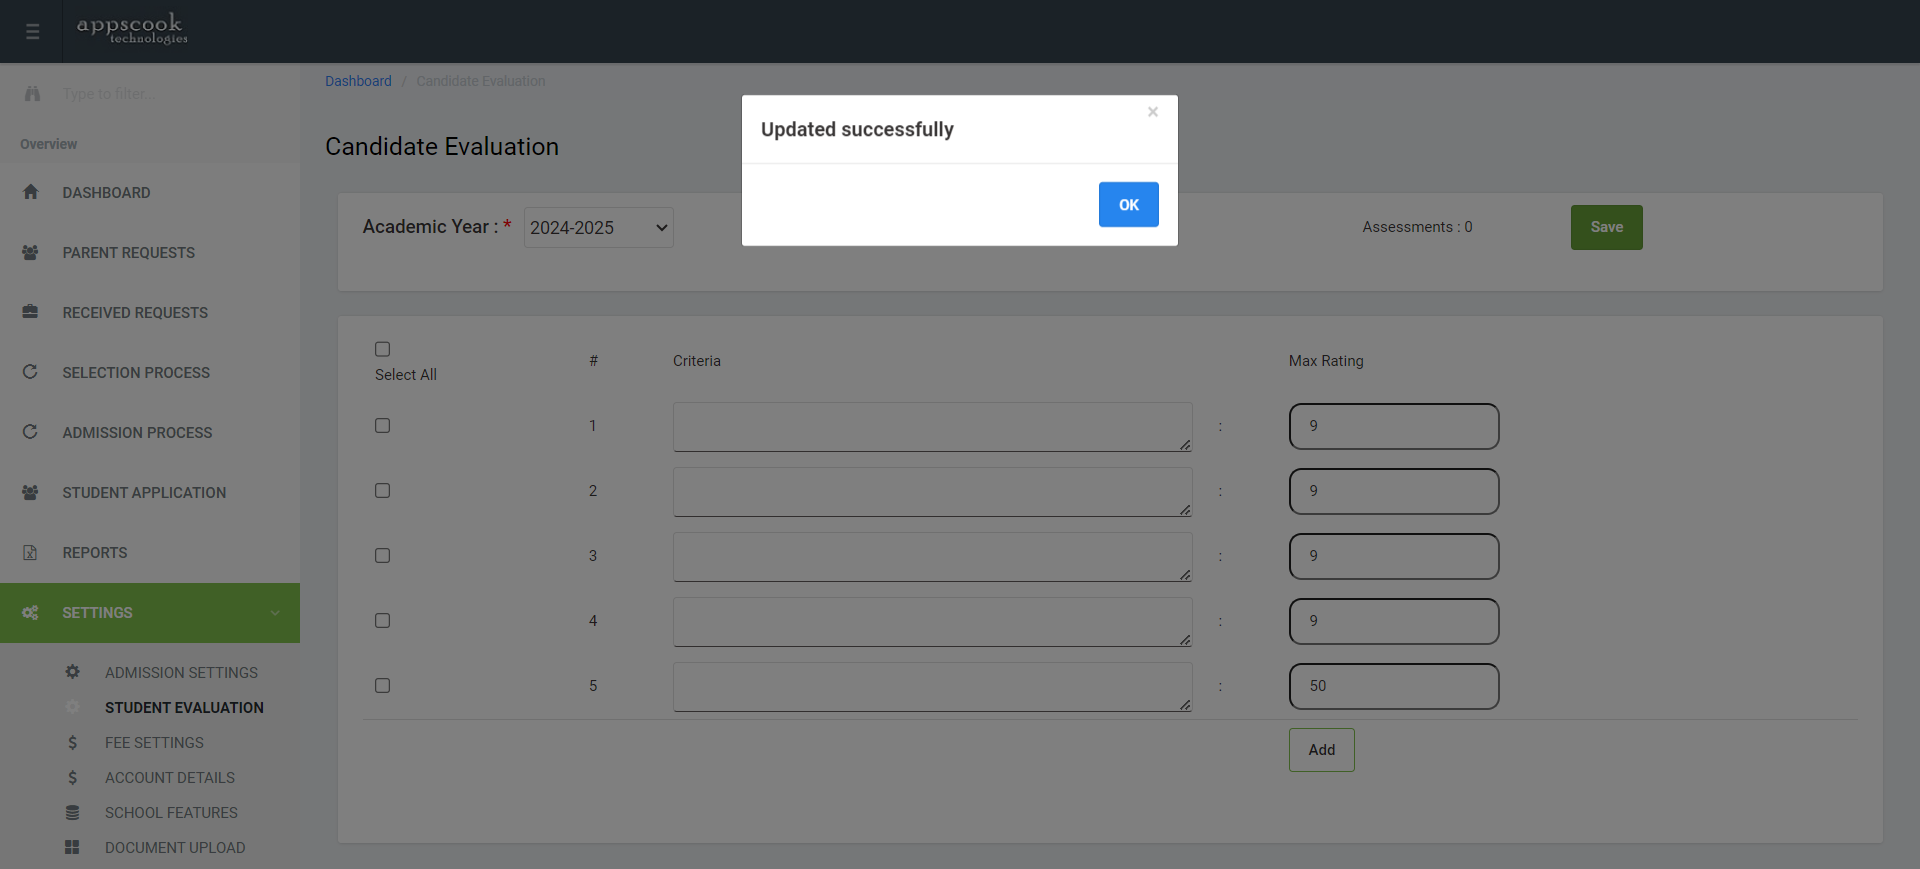 appscook
technologies
Type to filter...
Overview
DASHBOARD
PARENT REQUESTS
RECEIVED REQUESTS
SELECTION PROCESS
ADMISSION PROCESS
STUDENT APPLICATION
REPORTS
SETTINGS
ADMISSION SETTINGS
STUDENT EVALUATION
FEE SETTINGS
ACCOUNT DETAILS
SCHOOL FEATURES
DOCUMENT UPLOAD
Dashboard / Candidate Evaluation
Candidate Evaluation
Updated successfully ×
OK
Academic Year : * 2024-2025 Assessments : 0 Save
Select All # Criteria Max Rating
1 : 9
2 : 9
3 : 9
4 : 9
5 : 50
Add